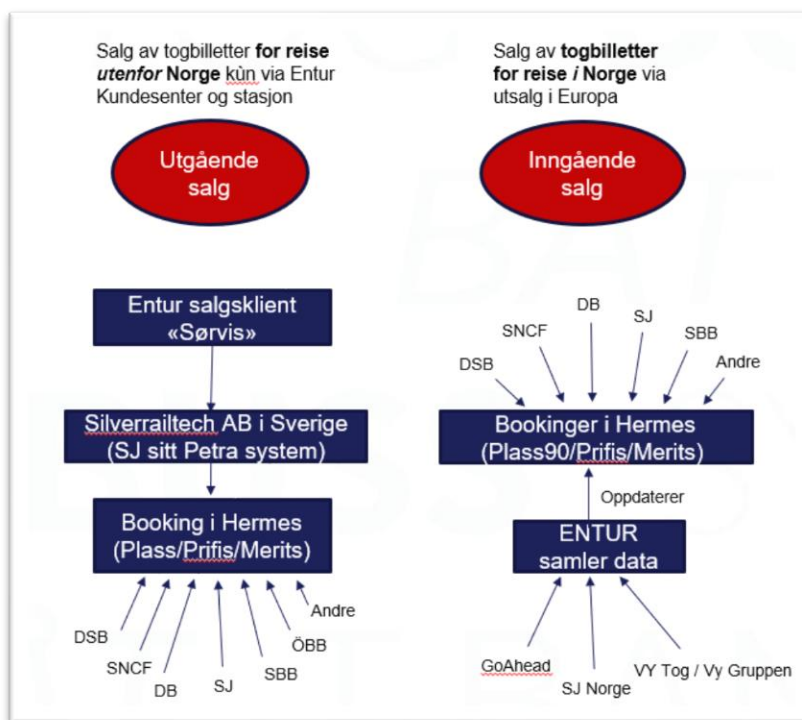 Salg av togbilletter for reise
utenfor Norge kùn via Entur
Kundesenter og stasjon
Utgående
salg
Entur salgsklient
«Sørvis»
Silverrailtech AB i Sverige
(SJ sitt Petra system)
Booking i Hermes
(Plass/Prifis/Merits)
DSB
SNCF
DB
SJ
SBB
ÖBB
Andre
Salg av togbilletter
for reise i Norge via
utsalg i Europa
Inngående
salg
DSB
SNCF
DB
SJ
SBB
Andre
Bookinger i Hermes
(Plass90/Prifis/Merits)
Oppdaterer
ENTUR
samler data
GoAhead
SJ Norge
VY Tog / Vy Gruppen